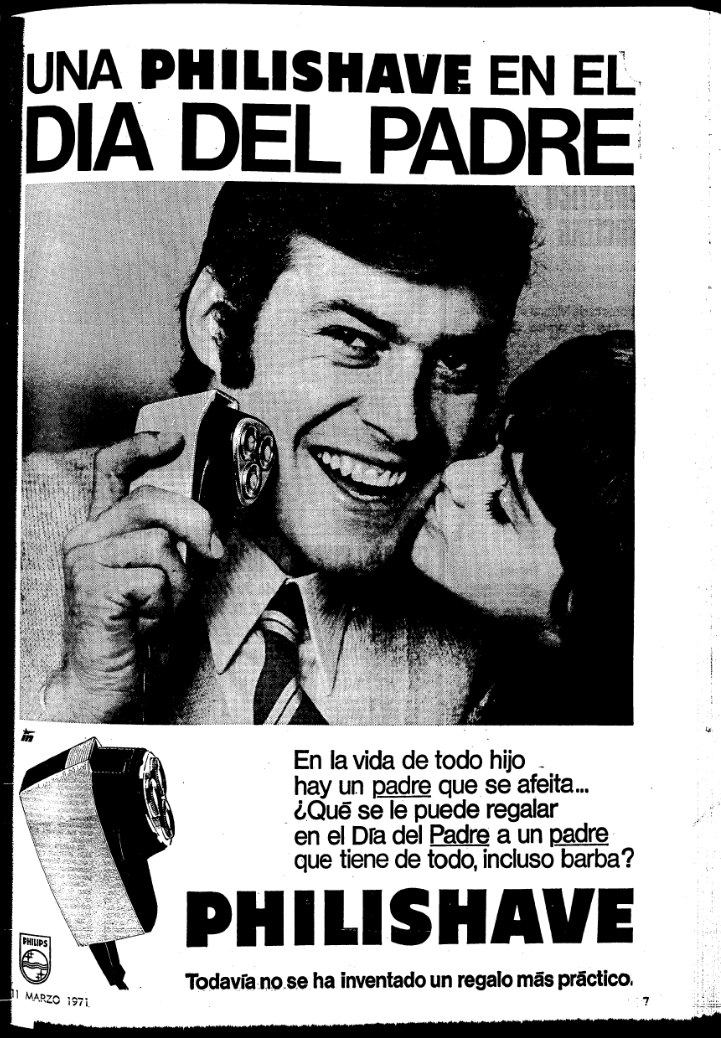 UNA PHILISHAVE EN EL
DIA DEL PADRE
En la vida de todo hijo
hay un padre que se afeita...
¿Qué se le puede regalar
en el Día del Padre a un padre
que tiene de todo, incluso barba?
PHILISHAVE
PHILIPS
Todavía no se ha inventado un regalo más práctico.
11 MARZO 1971
7